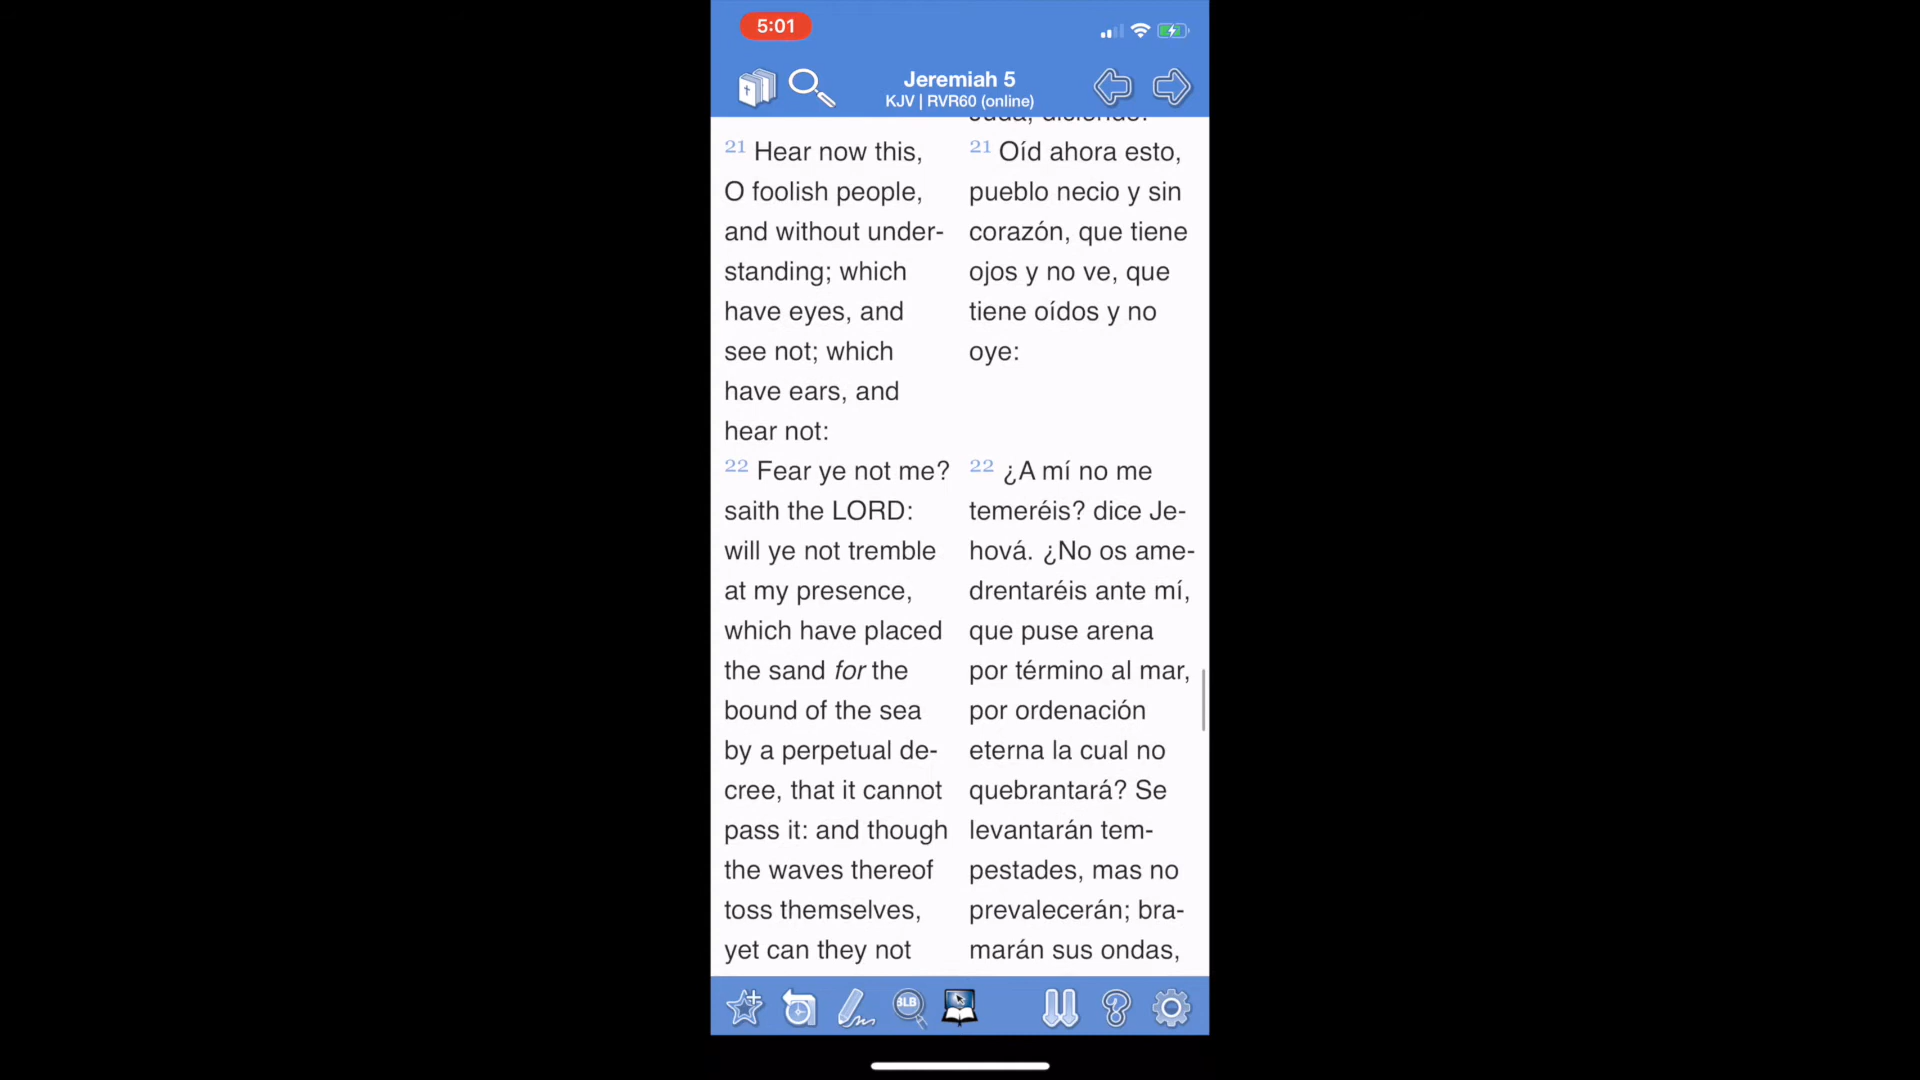 5:01
Jeremiah 5
KJV | RVR60 (online)
Judá, diciendo:
21 Hear now this,
O foolish people,
and without under-
standing; which
have eyes, and
see not; which
have ears, and
hear not:
22 Fear ye not me?
saith the LORD:
will ye not tremble
at my presence,
which have placed
the sand for the
bound of the sea
by a perpetual de-
cree, that it cannot
pass it: and though
the waves thereof
toss themselves,
yet can they not
21 Oíd ahora esto,
pueblo necio y sin
corazón, que tiene
ojos y no ve, que
tiene oídos y no
oye:
22 ¿A mí no me
temeréis? dice Je-
hová. ¿No os ame-
drentaréis ante mí,
que puse arena
por término al mar,
por ordenación
eterna la cual no
quebrantará? Se
levantarán tem-
pestades, mas no
prevalecerán; bra-
marán sus ondas,
BLB